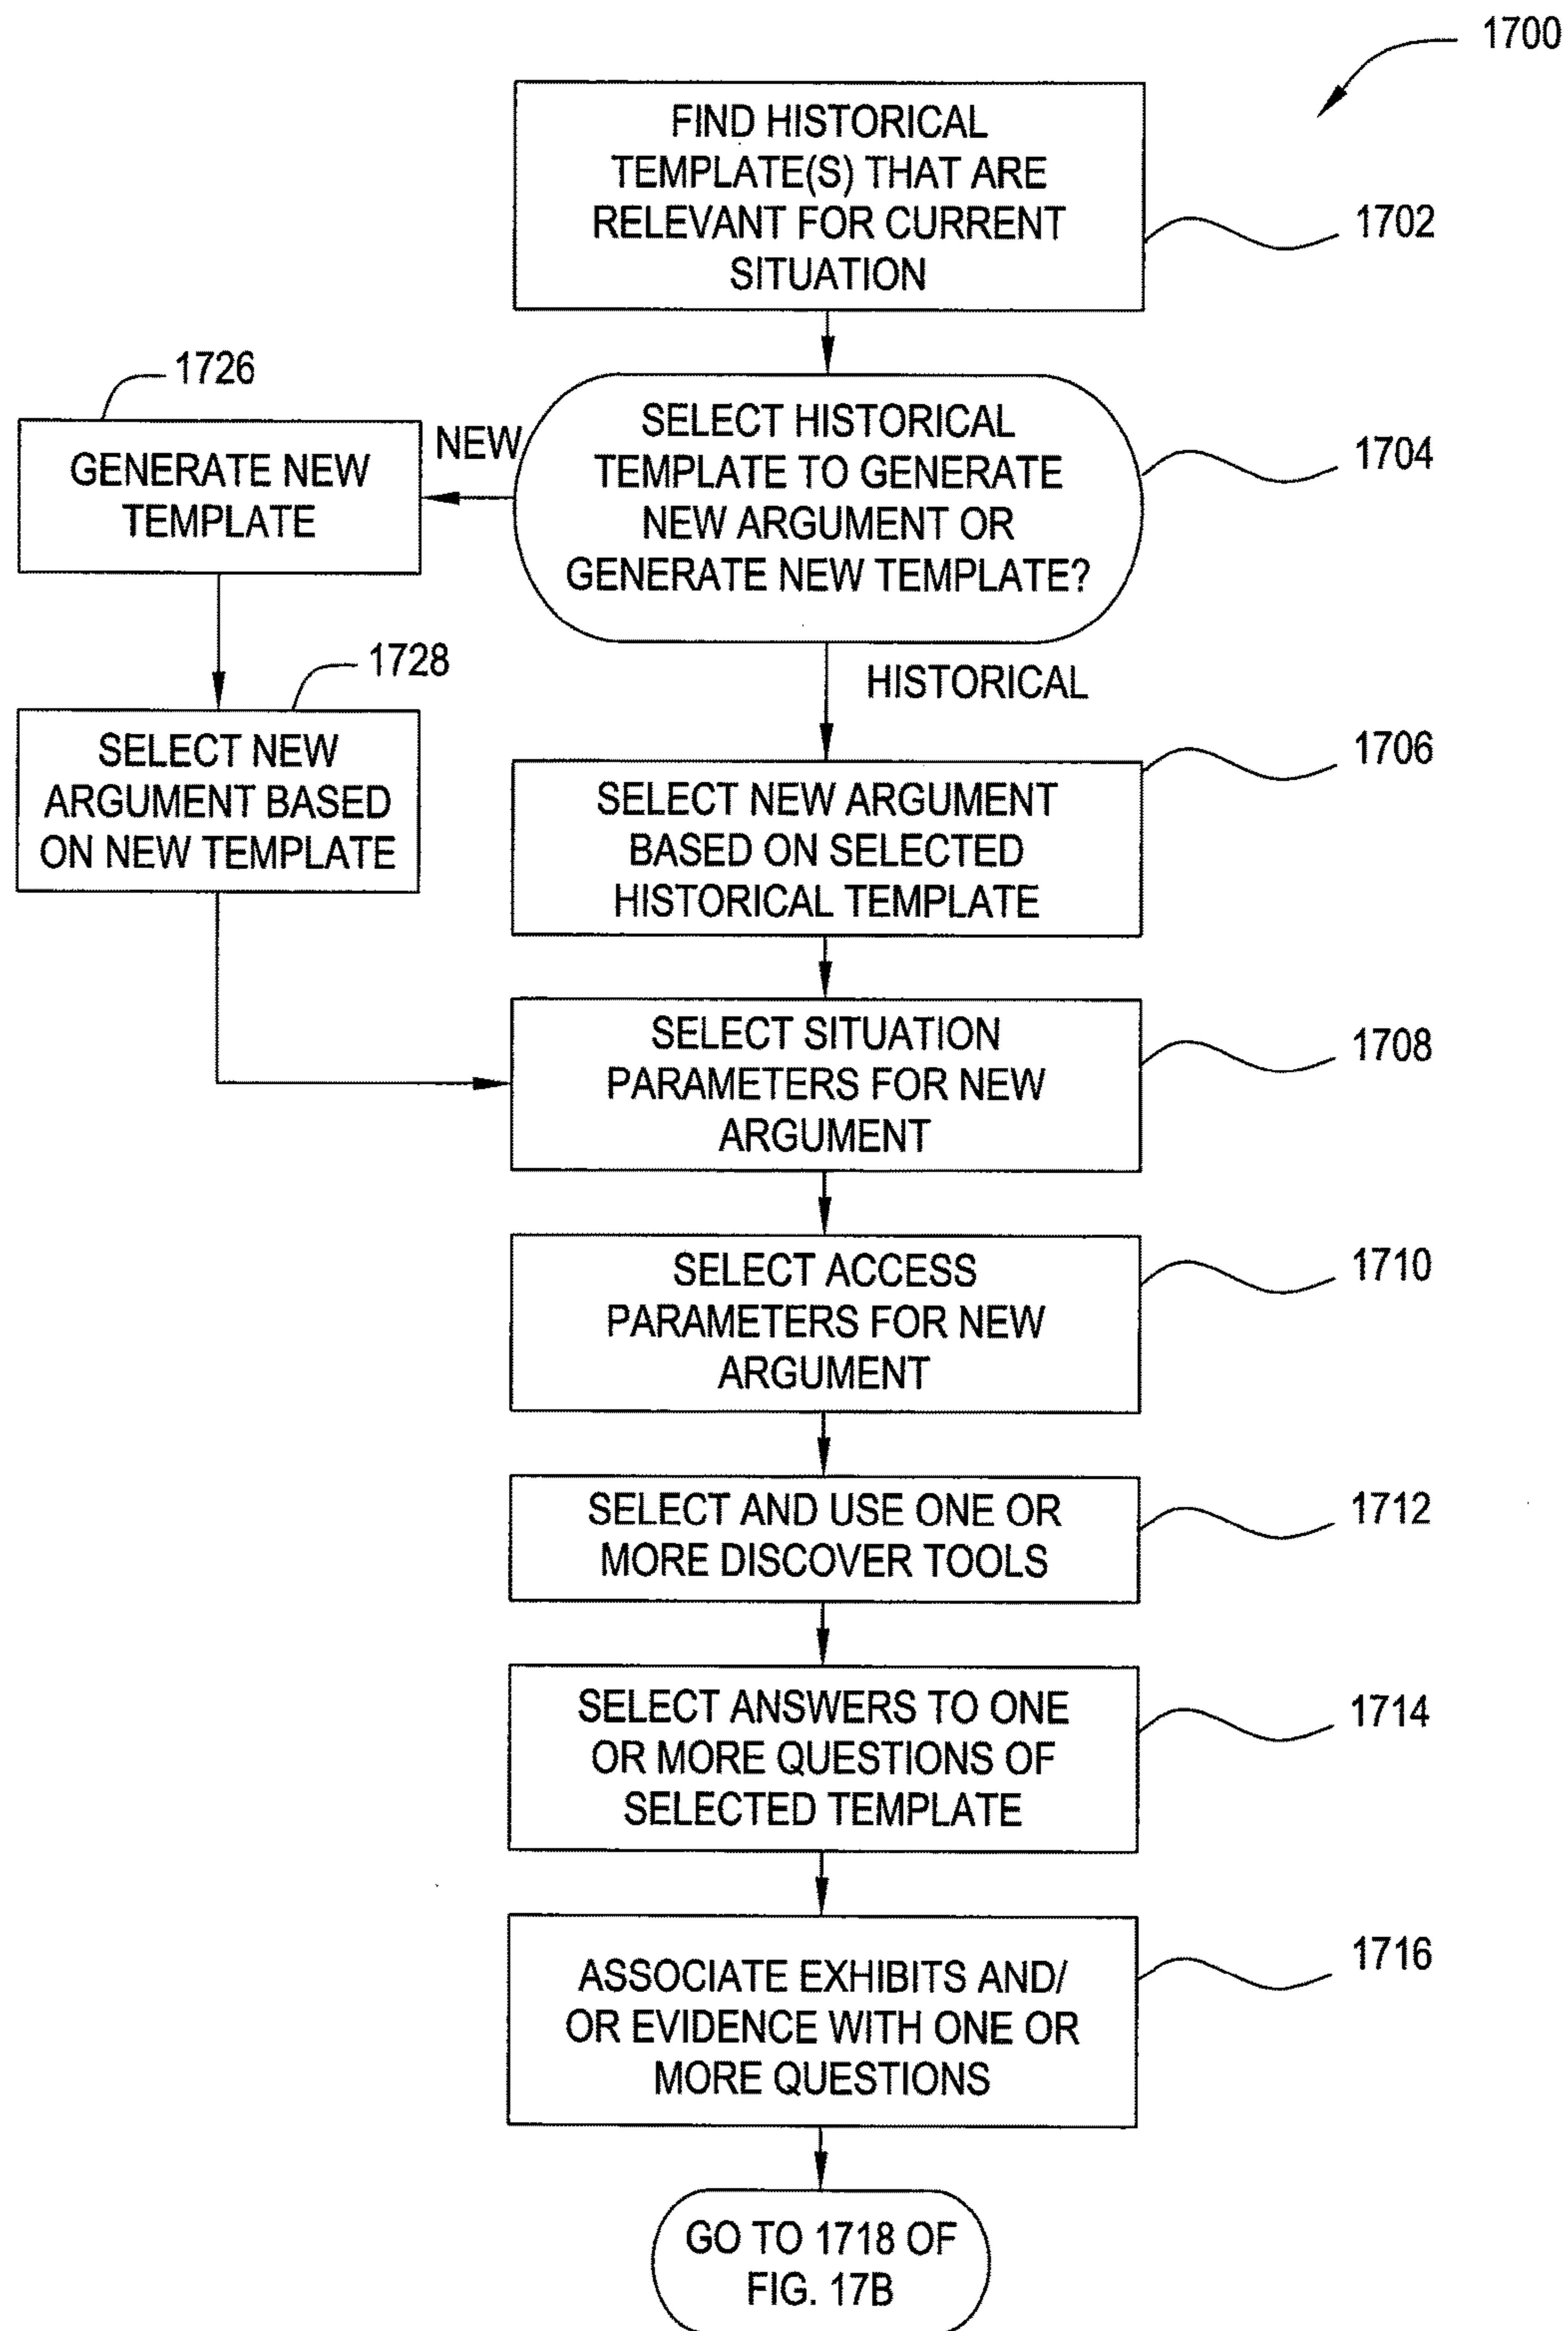 1700
FIND HISTORICAL
TEMPLATE(S) THAT ARE
RELEVANT FOR CURRENT
SITUATION
1702
1726
NEW
GENERATE NEW
TEMPLATE
SELECT HISTORICAL
TEMPLATE TO GENERATE
NEW ARGUMENT OR
GENERATE NEW TEMPLATE?
1704
1728
HISTORICAL
SELECT NEW
ARGUMENT BASED
ON NEW TEMPLATE
1706
SELECT NEW ARGUMENT
BASED ON SELECTED
HISTORICAL TEMPLATE
SELECT SITUATION
PARAMETERS FOR NEW
ARGUMENT
1708
SELECT ACCESS
PARAMETERS FOR NEW
ARGUMENT
1710
SELECT AND USE ONE OR
MORE DISCOVER TOOLS
1712
SELECT ANSWERS TO ONE
OR MORE QUESTIONS OF
SELECTED TEMPLATE
1714
ASSOCIATE EXHIBITS AND/
OR EVIDENCE WITH ONE OR
MORE QUESTIONS
1716
GO TO 1718 OF
FIG. 17B